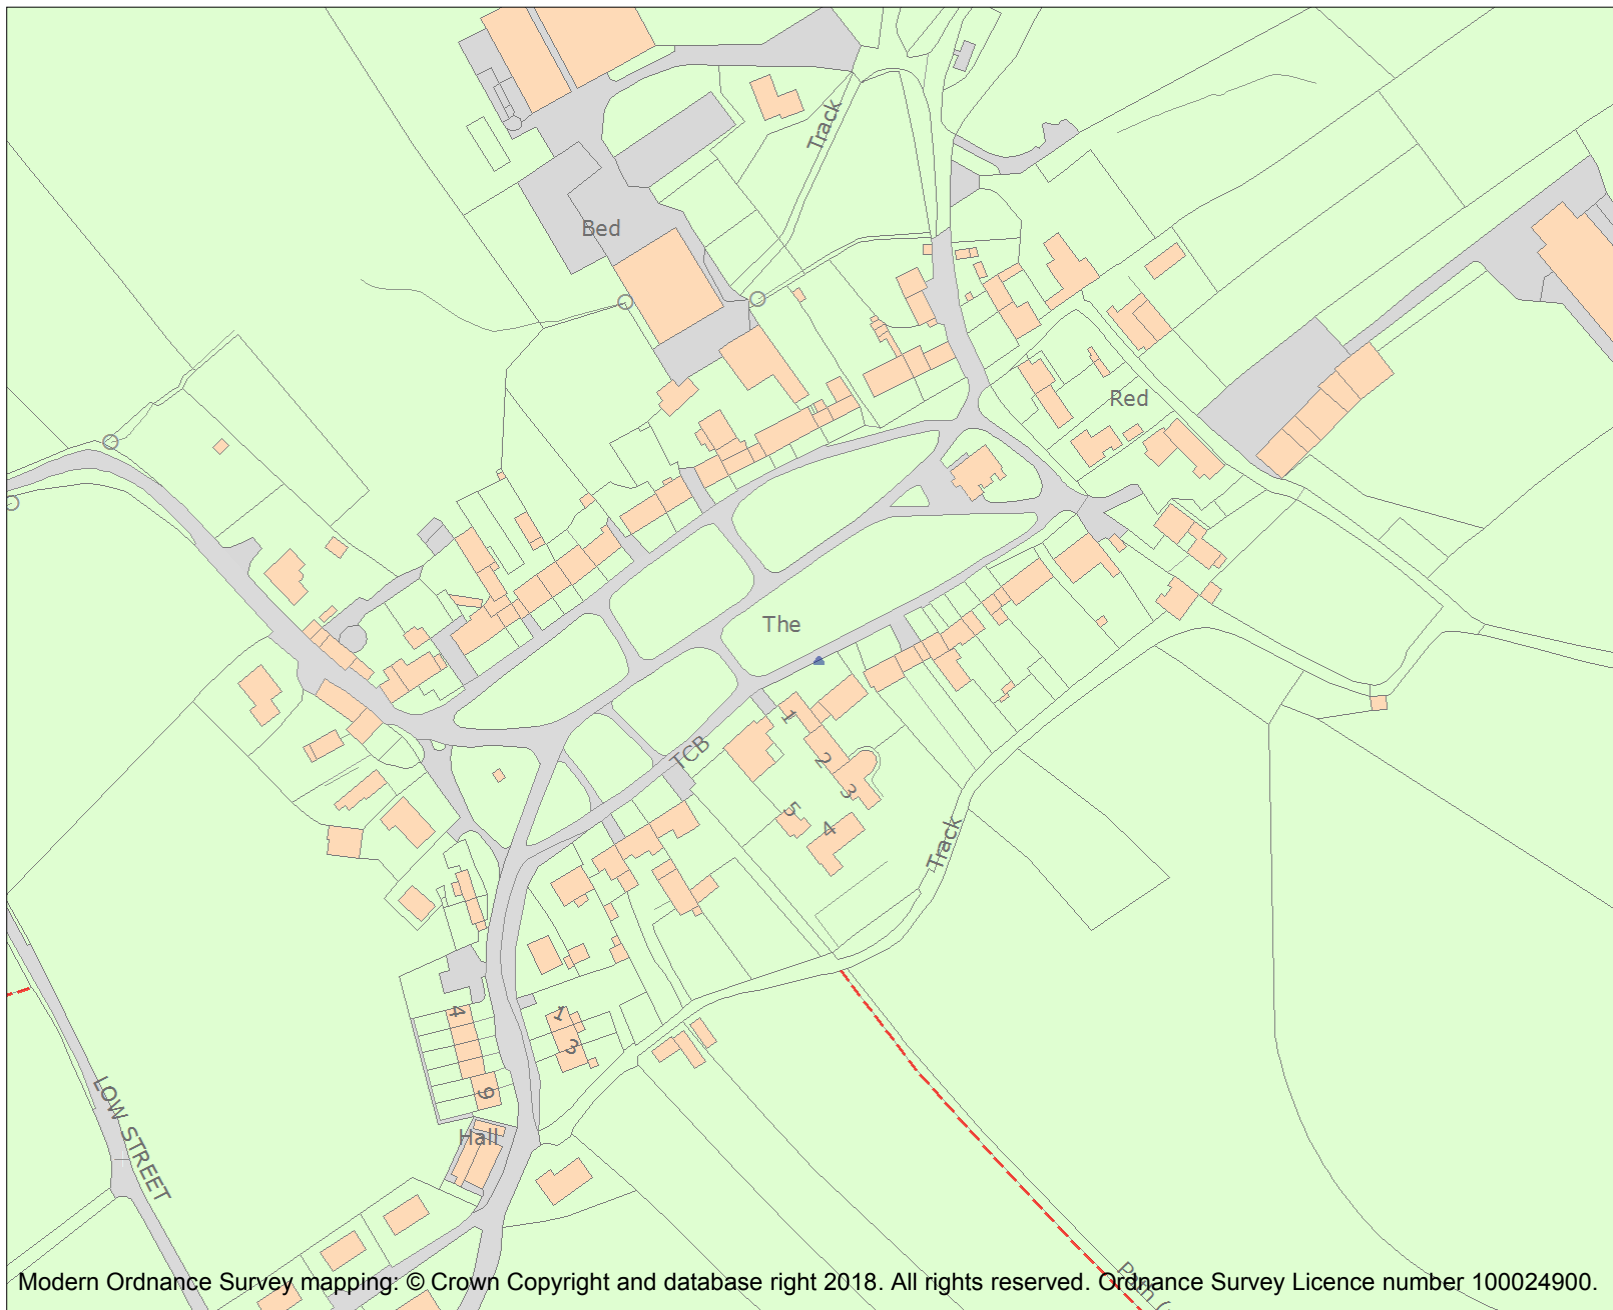 Track
Bed
Red
The
1
TCB
2
3
5
4
Track
4
1
3
9
LOW STREET
Hall
Path
Modern Ordnance Survey mapping: © Crown Copyright and database right 2018. All rights reserved. Ordnance Survey Licence number 100024900.